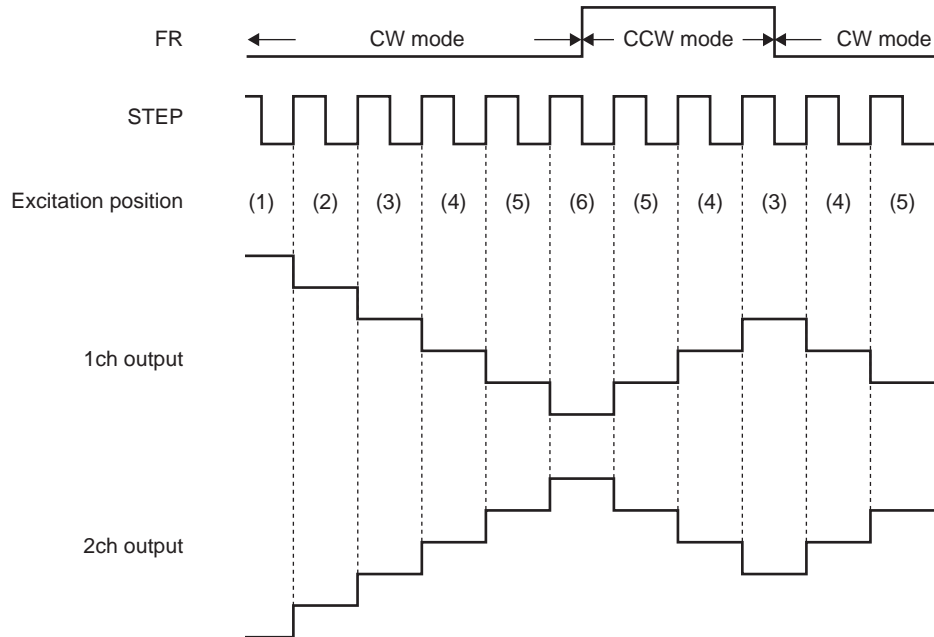 FR CW mode CCW mode CW mode
STEP
Excitation position (1) (2) (3) (4) (5) (6) (5) (4) (3) (4) (5)
1ch output
2ch output